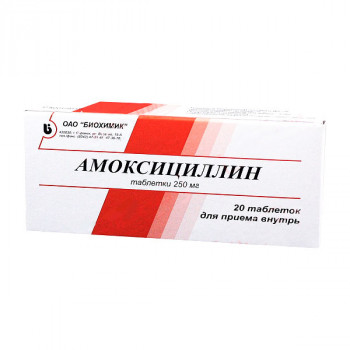 ОАО "БИОХИМИК"
АМОКСИЦИЛЛИН
таблетки 250 мг
20 таблеток
для приема внутрь